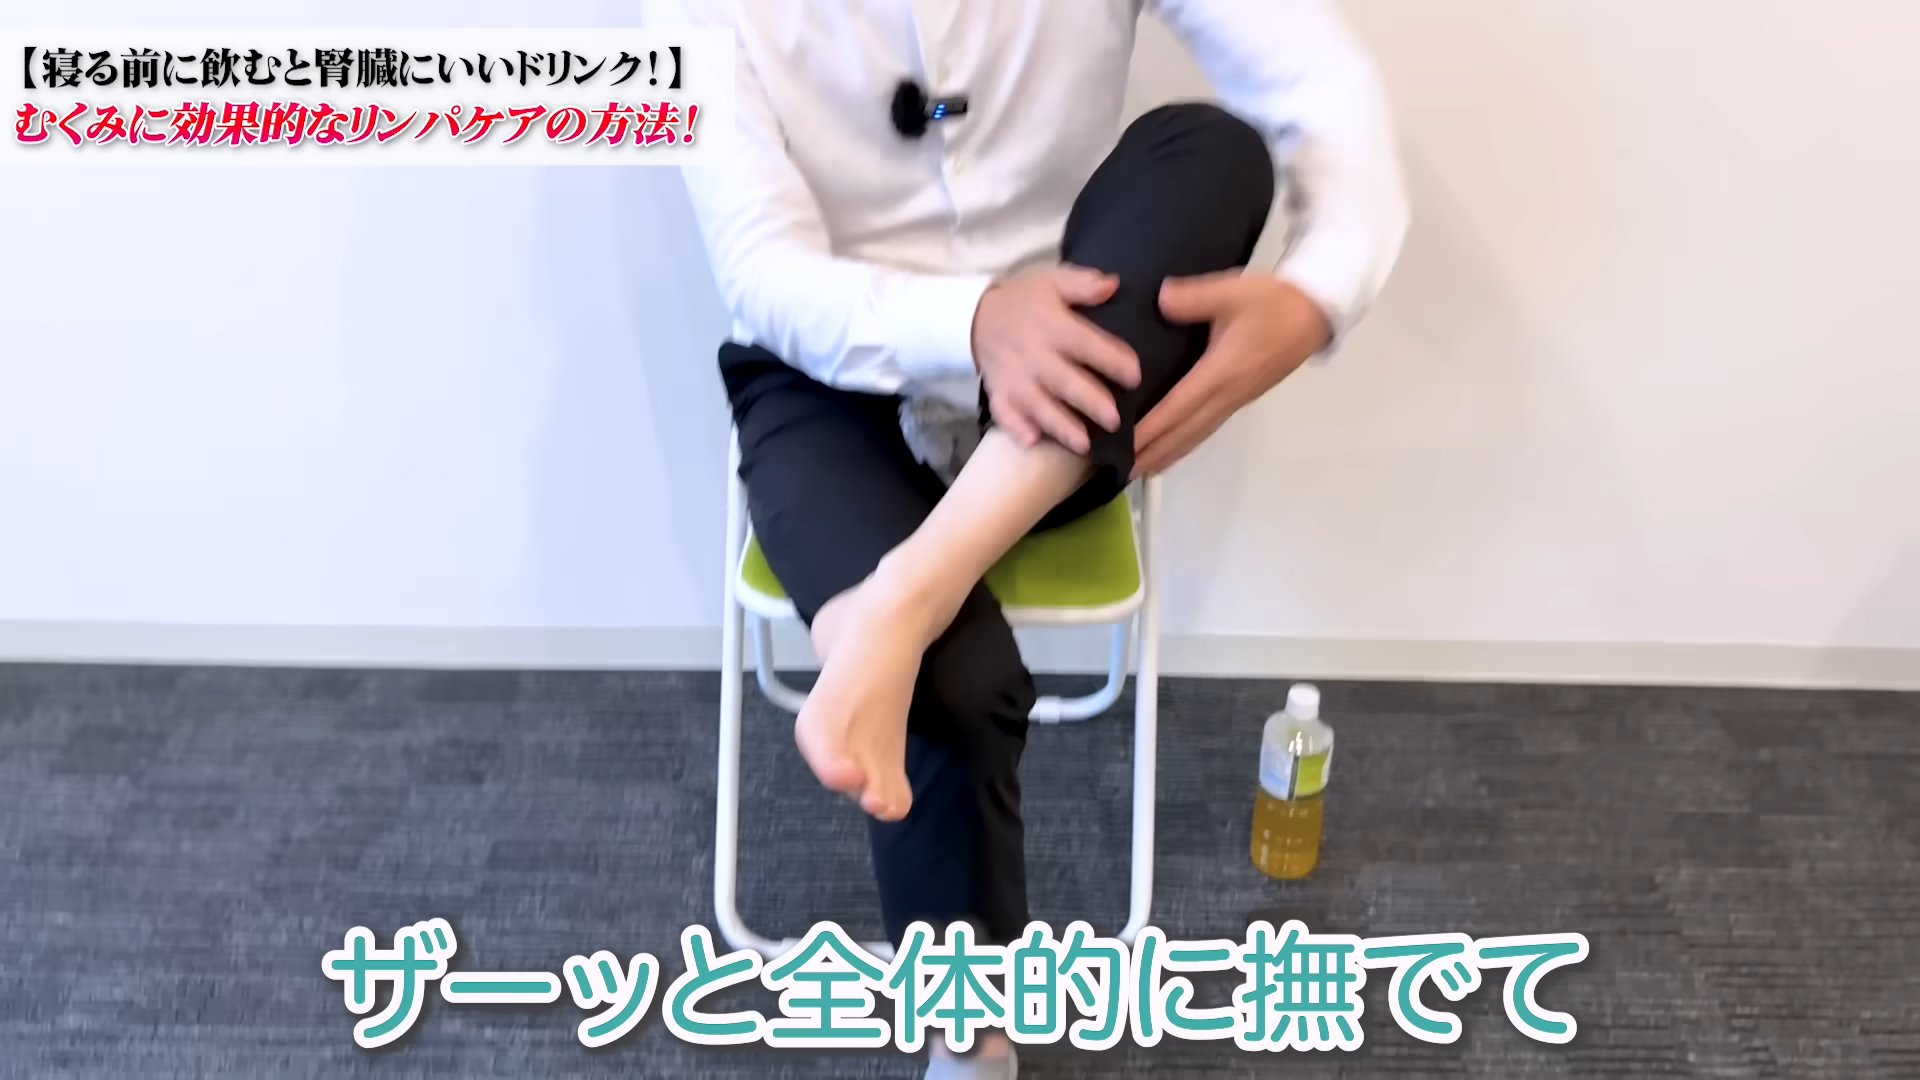 【寝る前に飲むと腎臓にいいドリンク！】
むくみに効果的なリンパケアの方法！
ザーッと全体的に撫でて